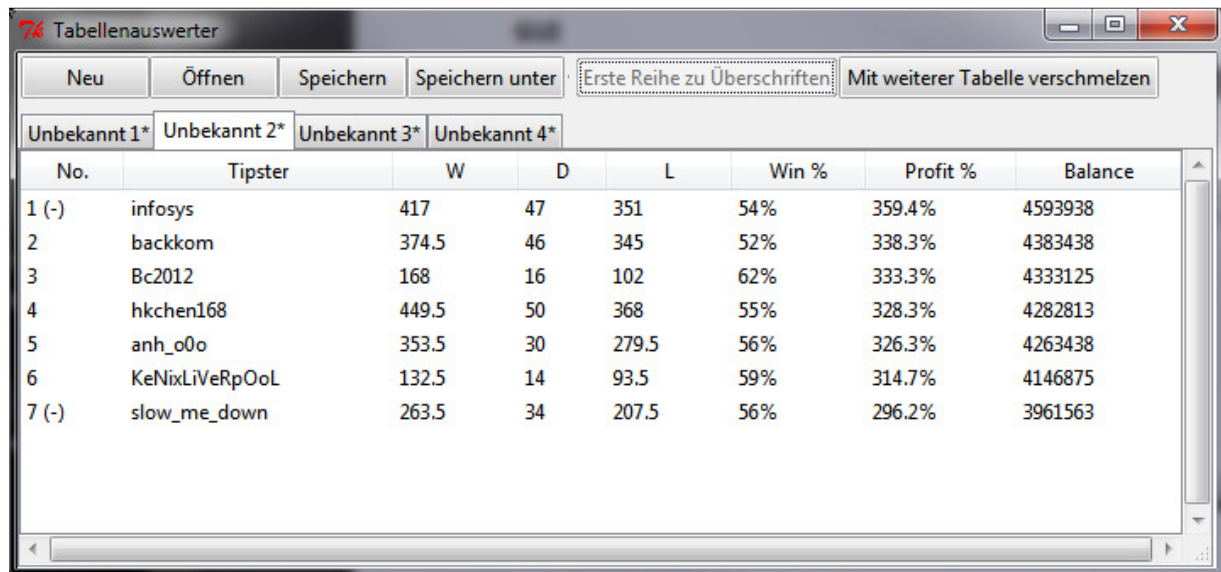 Tabellenauswerter
Neu Öffnen Speichern Speichern unter Erste Reihe zu Überschriften Mit weiterer Tabelle verschmelzen
Unbekannt 1* Unbekannt 2* Unbekannt 3* Unbekannt 4*
No. Tipster W D L Win % Profit % Balance
1 (-) infosys 417 47 351 54% 359.4% 4593938
2 backkom 374.5 46 345 52% 338.3% 4383438
3 Bc2012 168 16 102 62% 333.3% 4333125
4 hkchen168 449.5 50 368 55% 328.3% 4282813
5 anh_o0o 353.5 30 279.5 56% 326.3% 4263438
6 KeNixLiVeRpOoL 132.5 14 93.5 59% 314.7% 4146875
7 (-) slow_me_down 263.5 34 207.5 56% 296.2% 3961563